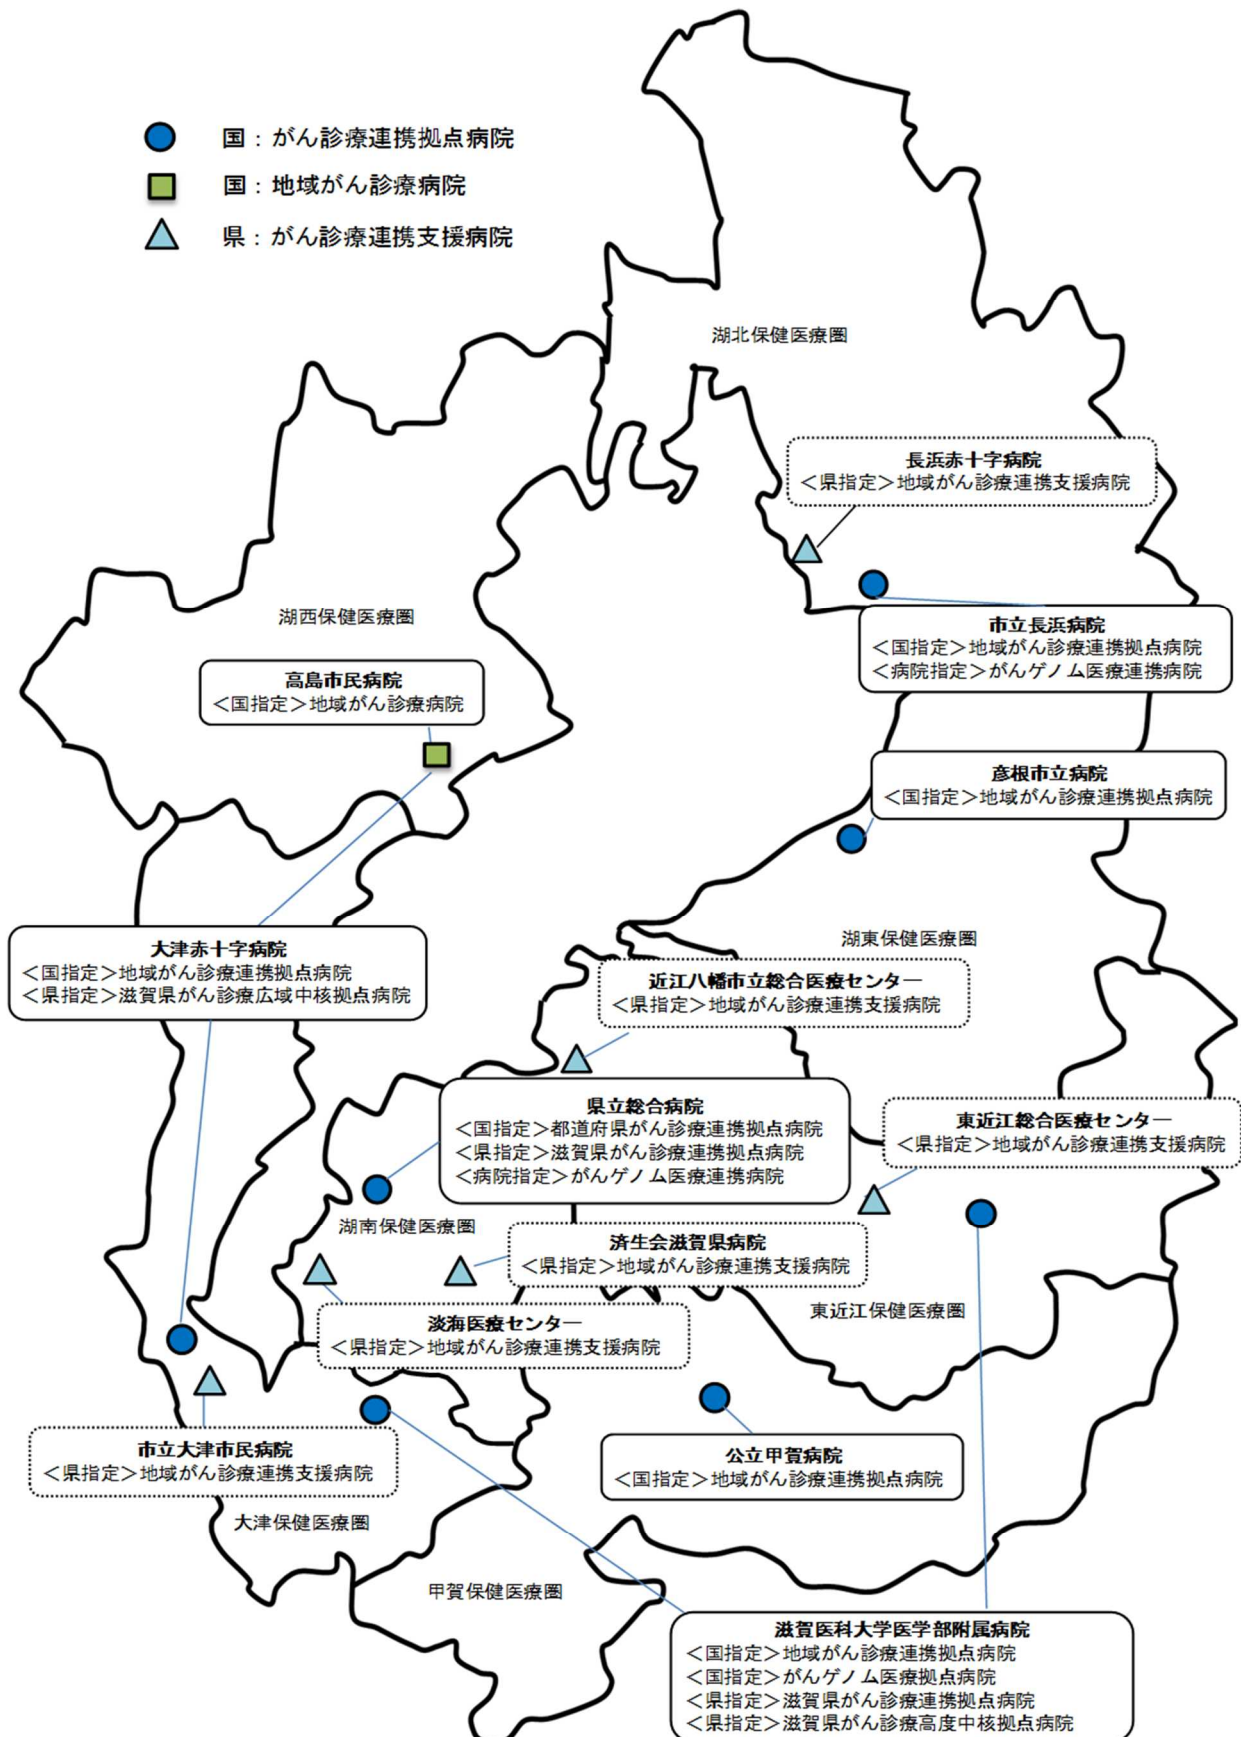 国：がん診療連携拠点病院
国：地域がん診療病院
県：がん診療連携支援病院
湖北保健医療圏
長浜赤十字病院
＜県指定＞地域がん診療連携支援病院
湖西保健医療圏
市立長浜病院
＜国指定＞地域がん診療連携拠点病院
＜病院指定＞がんゲノム医療連携病院
高島市民病院
＜国指定＞地域がん診療病院
彦根市立病院
＜国指定＞地域がん診療連携拠点病院
湖東保健医療圏
大津赤十字病院
＜国指定＞地域がん診療連携拠点病院
＜県指定＞滋賀県がん診療広域中核拠点病院
近江八幡市立総合医療センター
＜県指定＞地域がん診療連携支援病院
県立総合病院
＜国指定＞都道府県がん診療連携拠点病院
＜県指定＞滋賀県がん診療連携拠点病院
＜病院指定＞がんゲノム医療連携病院
東近江総合医療センター
＜県指定＞地域がん診療連携支援病院
湖南保健医療圏
済生会滋賀県病院
＜県指定＞地域がん診療連携支援病院
東近江保健医療圏
淡海医療センター
＜県指定＞地域がん診療連携支援病院
市立大津市民病院
＜県指定＞地域がん診療連携支援病院
公立甲賀病院
＜国指定＞地域がん診療連携拠点病院
大津保健医療圏
甲賀保健医療圏
滋賀医科大学医学部附属病院
＜国指定＞地域がん診療連携拠点病院
＜国指定＞がんゲノム医療拠点病院
＜県指定＞滋賀県がん診療連携拠点病院
＜県指定＞滋賀県がん診療高度中核拠点病院